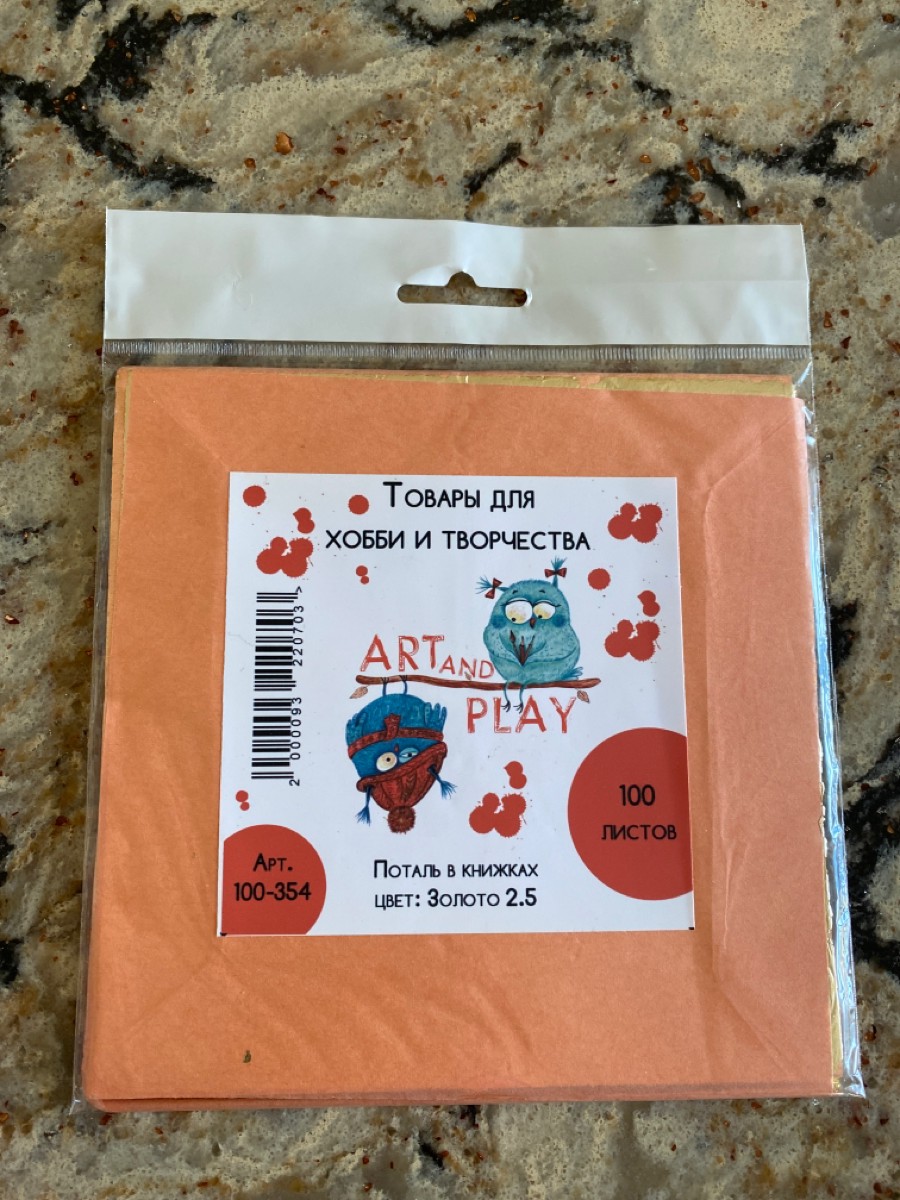 Товары для
хобби и творчества
ART AND
PLAY
2 000093 220703 >
100
листов
Арт.
100-354
Поталь в книжках
цвет: Золото 2.5